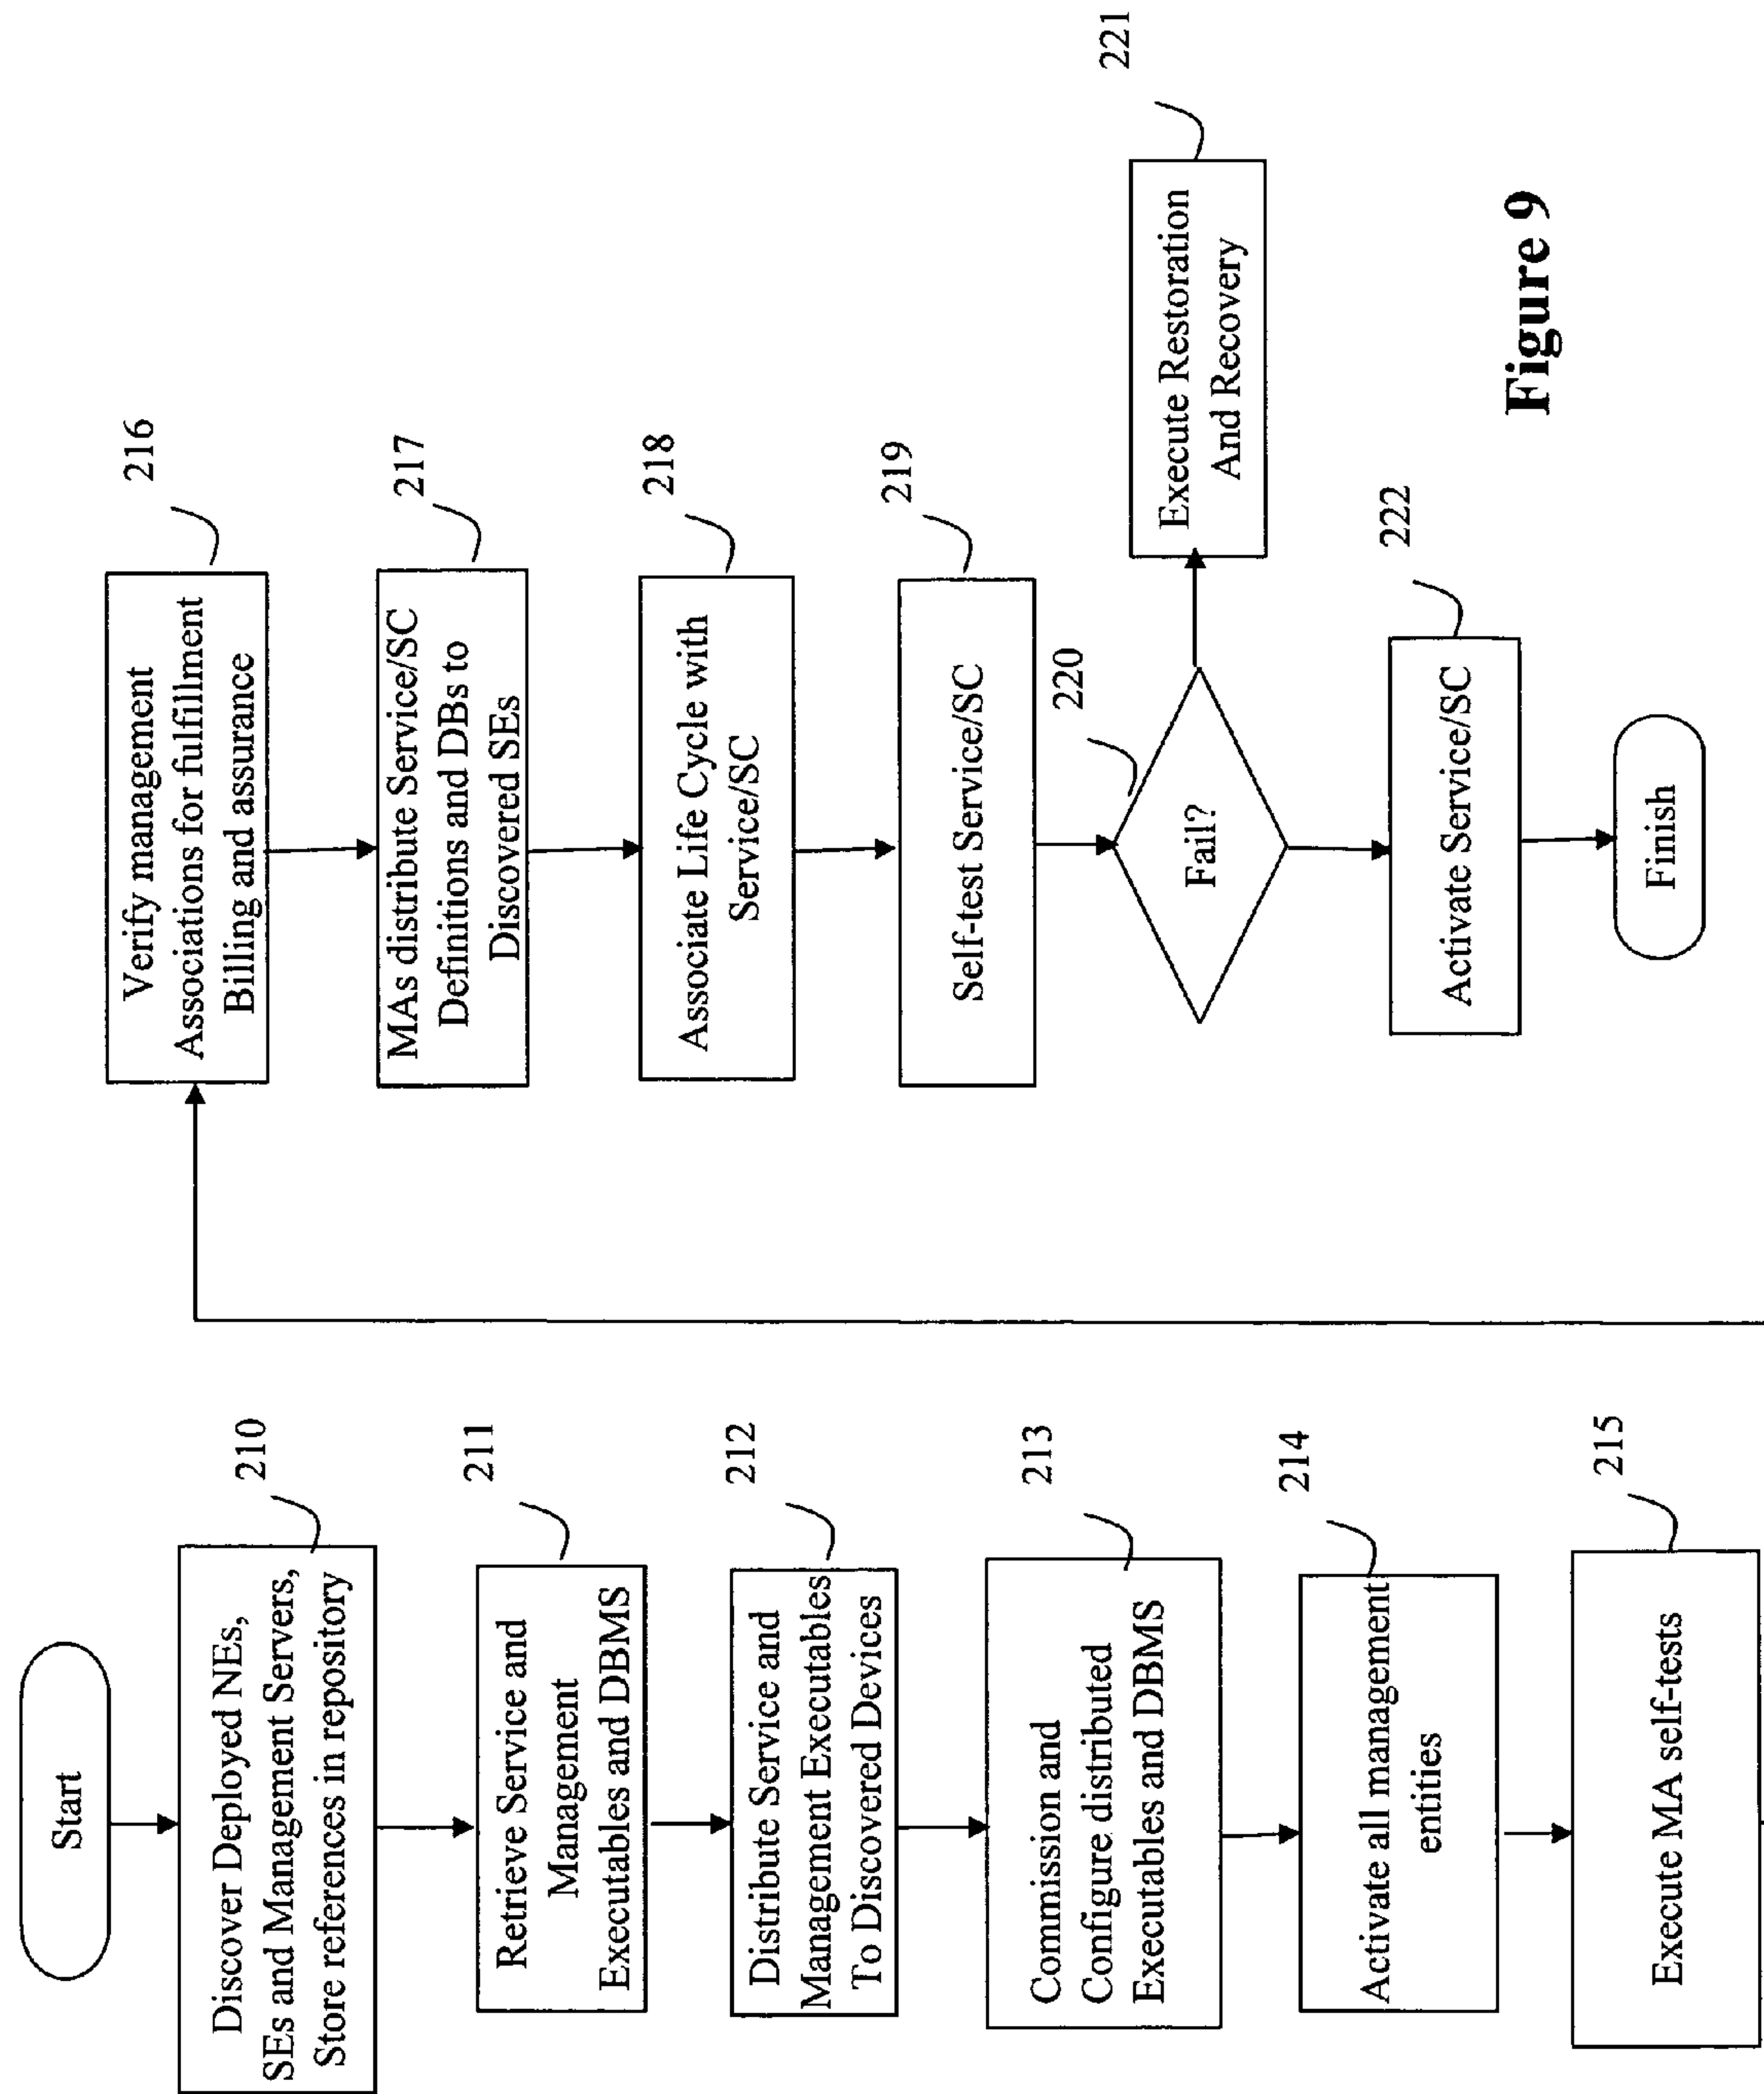 Start
Discover Deployed NEs,
SEs and Management Servers,
Store references in repository
210
Retrieve Service and
Management
Executables and DBMS
211
Distribute Service and
Management Executables
To Discovered Devices
212
Commission and
Configure distributed
Executables and DBMS
213
Activate all management
entities
214
Execute MA self-tests
215
Verify management
Associations for fulfillment
Billing and assurance
216
MAs distribute Service/SC
Definitions and DBs to
Discovered SEs
217
Associate Life Cycle with
Service/SC
218
Self-test Service/SC
219
Fail?
220
Execute Restoration
And Recovery
221
Activate Service/SC
222
Finish
Figure 9